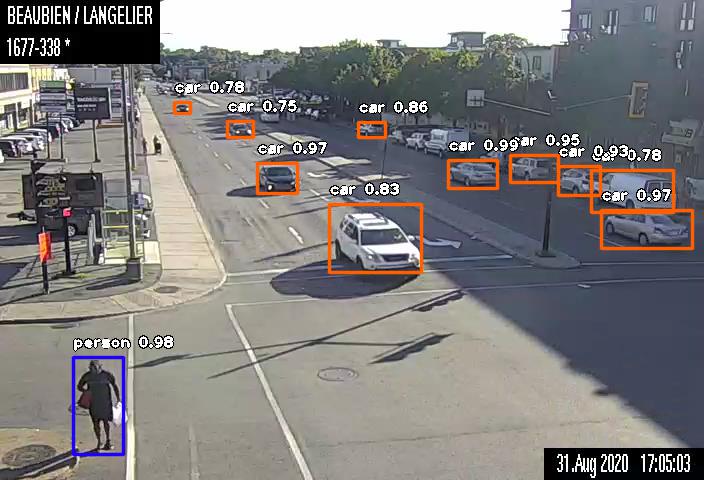 BEAUBIEN / LANGELIER
1677-338 *
car 0.78
car 0.75
car 0.86
car 0.97
car 0.99
car 0.95
car 0.93
car 0.78
car 0.83
car 0.97
person 0.98
31.Aug 2020 17:05:03